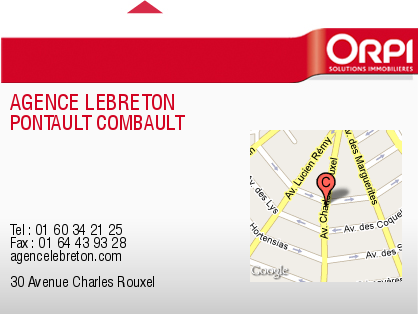 ORPI
SOLUTIONS IMMOBILIÈRES
AGENCE LEBRETON
PONTAULT COMBAULT
Tel : 01 60 34 21 25
Fax : 01 64 43 93 28
agencelebreton.com
30 Avenue Charles Rouxel
Av. Lucien Rémy
Av. des Marguerites
Av. Charles Rouxel
Av. des Lys
Av. des Coque
Hortensias
C
Google